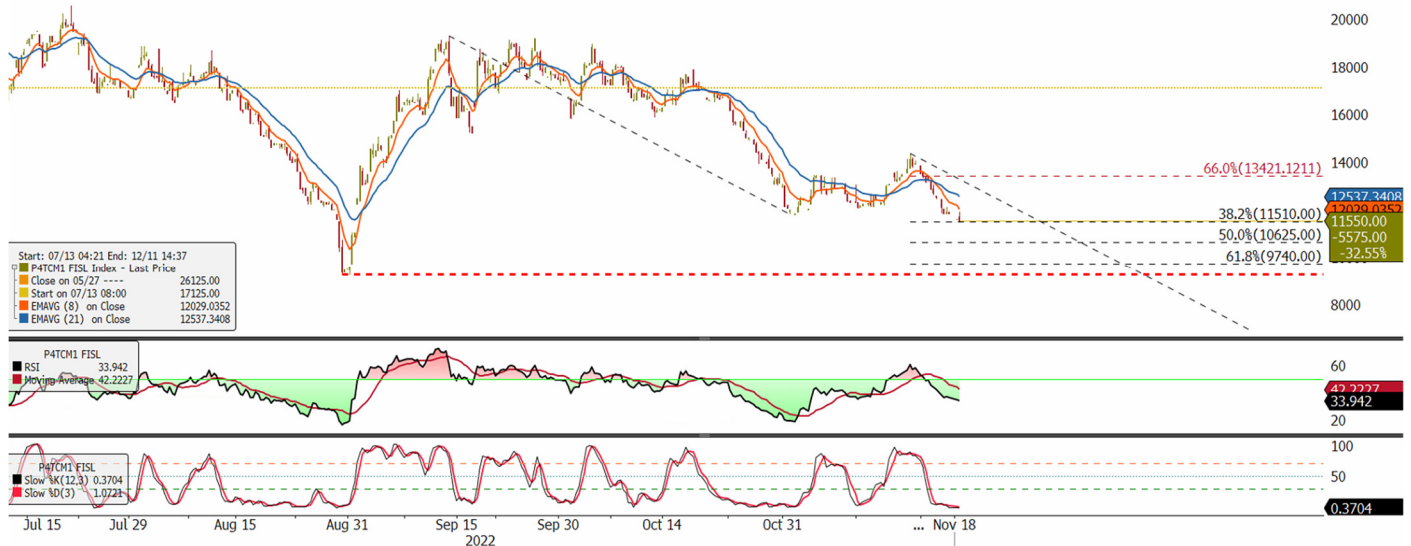 20000
18000
16000
14000
66.0%(13421.1211)
12537.3408
12029.0352
38.2%(11510.00)
11550.00
50.0%(10625.00)
-5575.00
-32.55%
61.8%(9740.00)
8000
Start: 07/13 04:21 End: 12/11 14:37
P4TCM1 FISL Index - Last Price
Close on 05/27 ---- 26125.00
Start on 07/13 08:00 17125.00
EMAVG (8) on Close 12029.0352
EMAVG (21) on Close 12537.3408
P4TCM1 FISL
RSI 33.942
Moving-Average 42.2227
60
42.2227
33.942
20
P4TCM1 FISL
Slow %K(12,3) 0.3704
Slow %D(3) 1.0721
100
50
0.3704
Jul 15 Jul 29 Aug 15 Aug 31 Sep 15 Sep 30 Oct 14 Oct 31 ... Nov 18
2022